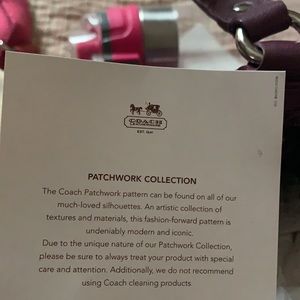 COACH
EST. 1941
PATCHWORK COLLECTION
The Coach Patchwork pattern can be found on all of our
much-loved silhouettes. An artistic collection of
textures and materials, this fashion-forward pattern is
undeniably modern and iconic.
Due to the unique nature of our Patchwork Collection,
please be sure to always treat your product with special
care and attention. Additionally, we do not recommend
using Coach cleaning products.